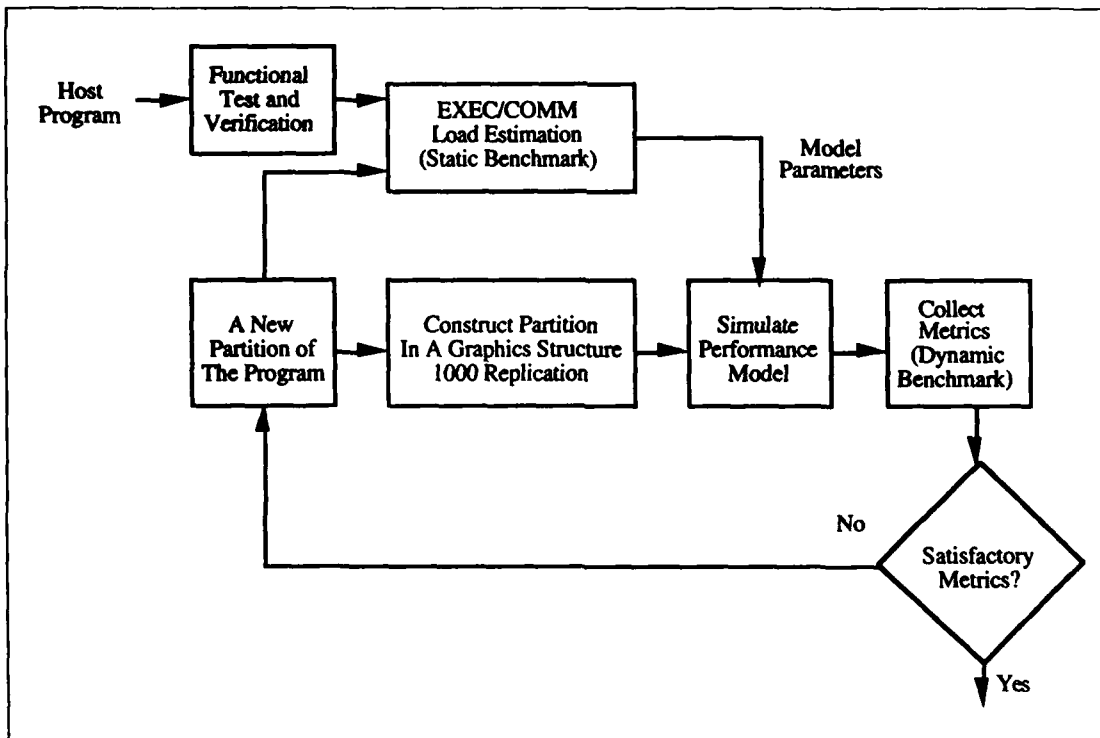 Host
Program
Functional
Test and
Verification
EXEC/COMM
Load Estimation
(Static Benchmark)
Model
Parameters
A New
Partition of
The Program
Construct Partition
In A Graphics Structure
1000 Replication
Simulate
Performance
Model
Collect
Metrics
(Dynamic
Benchmark)
No
Satisfactory
Metrics?
Yes